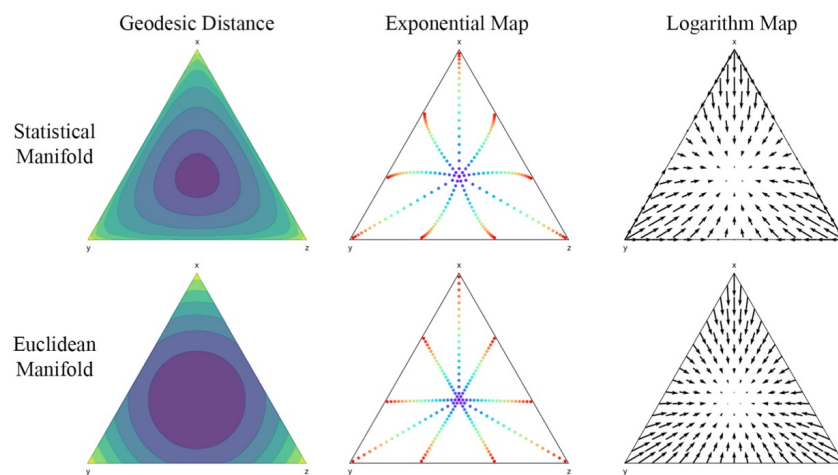 Geodesic Distance Exponential Map Logarithm Map
x x x
Statistical
Manifold
y z y z y z
x x x
Euclidean
Manifold
y z y z y z